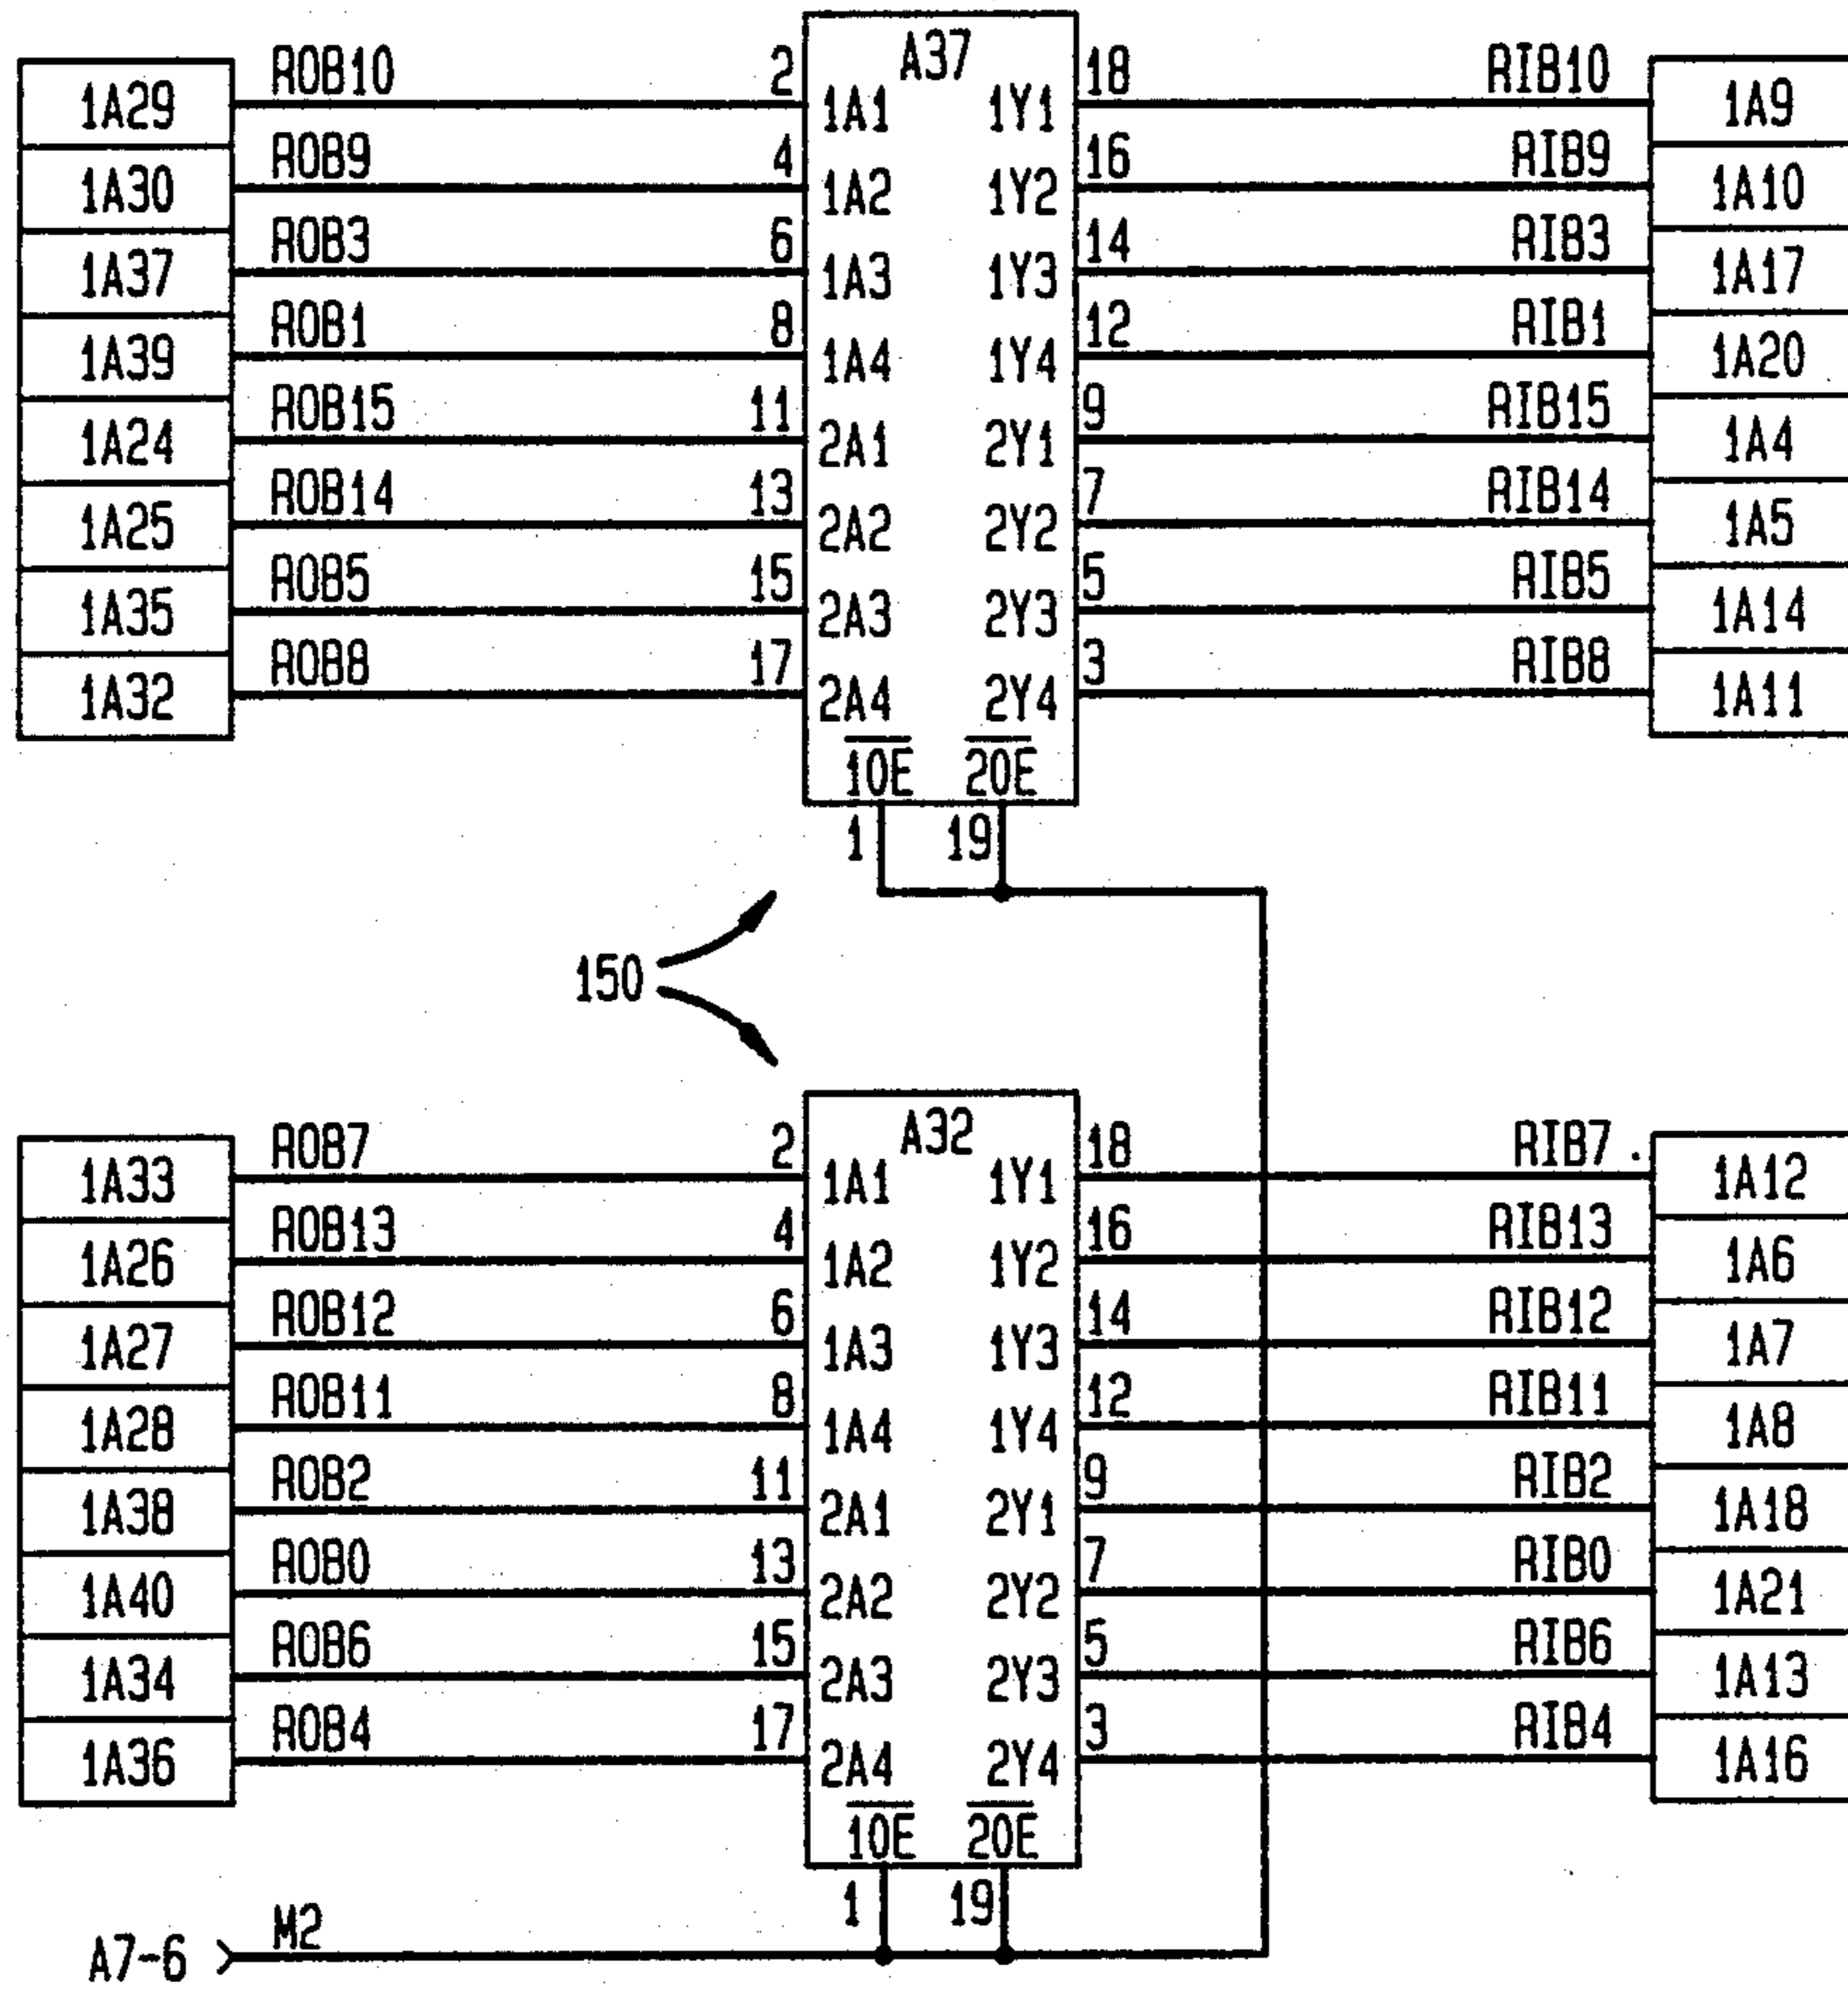 A37
1A29 ROB10 2 1A1 1Y1 18 RIB10 1A9
1A30 ROB9 4 1A2 1Y2 16 RIB9 1A10
1A37 ROB3 6 1A3 1Y3 14 RIB3 1A17
1A39 ROB1 8 1A4 1Y4 12 RIB1 1A20
1A24 ROB15 11 2A1 2Y1 9 RIB15 1A4
1A25 ROB14 13 2A2 2Y2 7 RIB14 1A5
1A35 ROB5 15 2A3 2Y3 5 RIB5 1A14
1A32 ROB8 17 2A4 2Y4 3 RIB8 1A11
1OE 2OE
1 19
150
A32
1A33 ROB7 2 1A1 1Y1 18 RIB7 1A12
1A26 ROB13 4 1A2 1Y2 16 RIB13 1A6
1A27 ROB12 6 1A3 1Y3 14 RIB12 1A7
1A28 ROB11 8 1A4 1Y4 12 RIB11 1A8
1A38 ROB2 11 2A1 2Y1 9 RIB2 1A18
1A40 ROB0 13 2A2 2Y2 7 RIB0 1A21
1A34 ROB6 15 2A3 2Y3 5 RIB6 1A13
1A36 ROB4 17 2A4 2Y4 3 RIB4 1A16
1OE 2OE
1 19
A7-6 M2